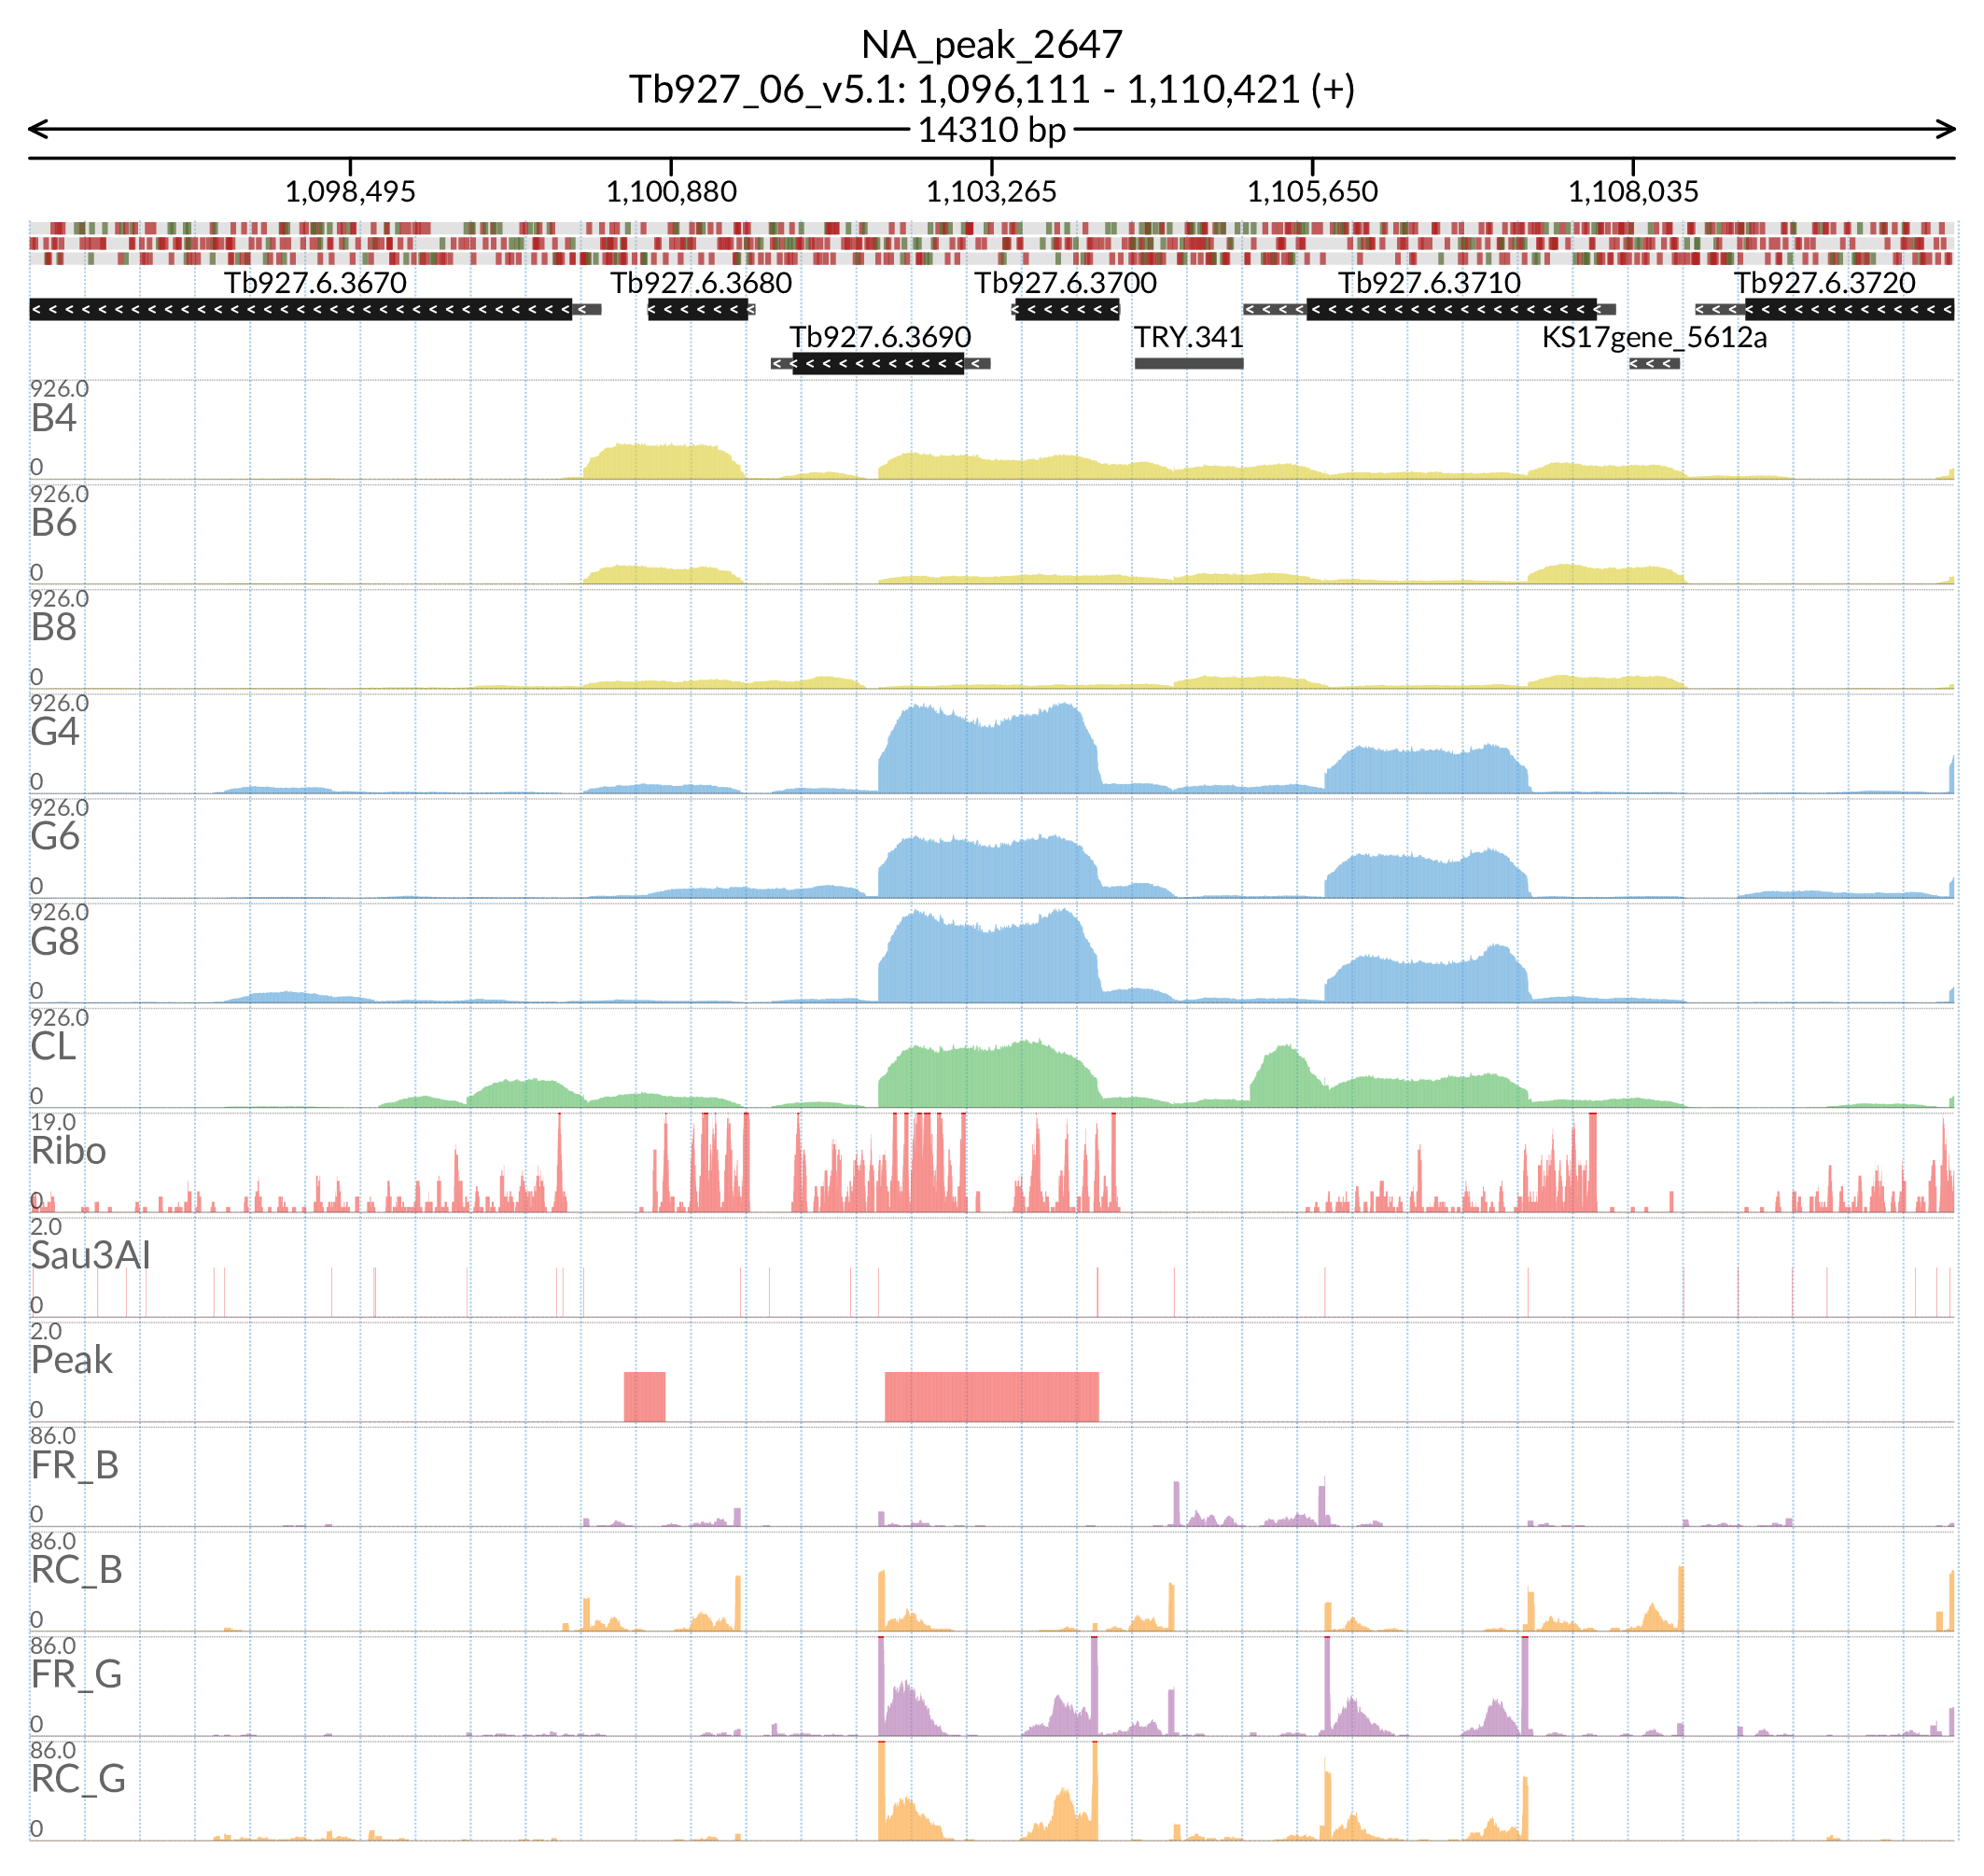 NA_peak_2647
Tb927_06_v5.1: 1,096,111 - 1,110,421 (+)
14310 bp
1,098,495 1,100,880 1,103,265 1,105,650 1,108,035
Tb927.6.3670 Tb927.6.3680 Tb927.6.3700 Tb927.6.3710 Tb927.6.3720
Tb927.6.3690 TRY.341 KS17gene_5612a
926.0
B4
0
926.0
B6
0
926.0
B8
0
926.0
G4
0
926.0
G6
0
926.0
G8
0
926.0
CL
0
19.0
Ribo
0
2.0
Sau3AI
0
2.0
Peak
0
86.0
FR_B
0
86.0
RC_B
0
86.0
FR_G
0
86.0
RC_G
0